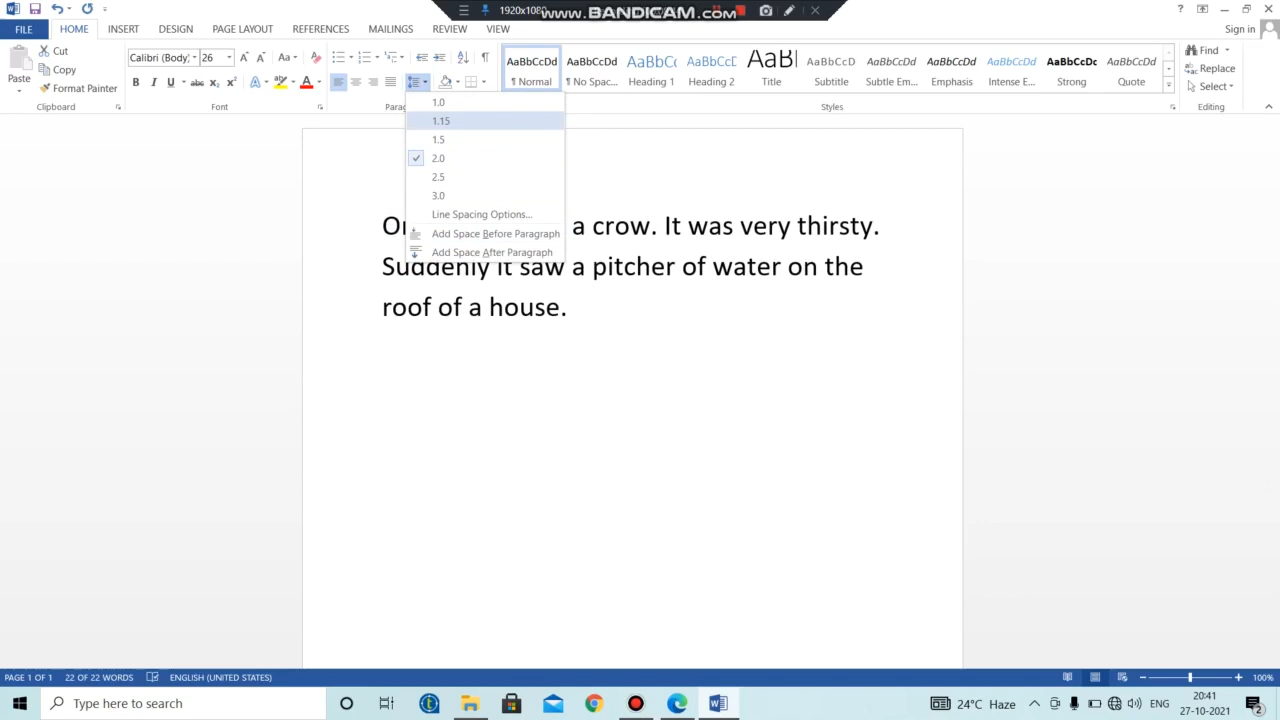 1920x1080
www.BANDICAM.com
FILE HOME INSERT DESIGN PAGE LAYOUT REFERENCES MAILINGS REVIEW VIEW
Sign in
Paste
Cut
Copy
Format Painter
Clipboard
Calibri (Body) 26
Font
AaBbCcDd AaBbCcDd AaBbCc AaBbCcC AaBl AaBbCcD AaBbCcDd AaBbCcDd AaBbCcDd AaBbCcDc AaBbCcDd
¶ Normal ¶ No Spac... Heading 1 Heading 2 Title Subtitle Subtle Em... Emphasis Intense E... Strong Quote
Styles
Find
Replace
Select
Editing
1.0
1.15
1.5
2.0
2.5
3.0
Line Spacing Options...
Add Space Before Paragraph
Add Space After Paragraph
a crow. It was very thirsty.
Suddenly it saw a pitcher of water on the
roof of a house.
PAGE 1 OF 1 22 OF 22 WORDS ENGLISH (UNITED STATES) 100%
Type here to search
24°C Haze
ENG
20:41
27-10-2021
2